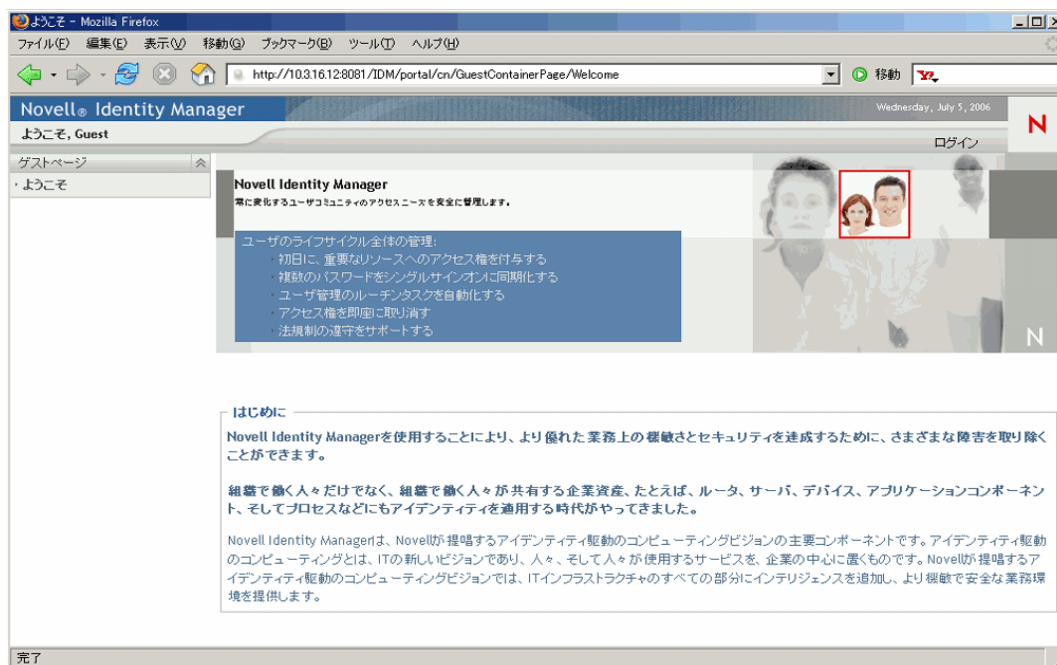 ようこそ - Mozilla Firefox
ファイル(F) 編集(E) 表示(V) 移動(G) ブックマーク(B) ツール(T) ヘルプ(H)
http://10.3.16.12:8081/IDM/portal/cn/GuestContainerPage/Welcome
移動
Novell® Identity Manager
Wednesday, July 5, 2006
N
ようこそ, Guest
ログイン
ゲストページ
・ようこそ
Novell Identity Manager
常に変化するユーザコミュニティのアクセスニーズを安全に管理します。
ユーザのライフサイクル全体の管理:
・初日に、重要なリソースへのアクセス権を付与する
・複数のパスワードをシングルサインオンに同期化する
・ユーザ管理のルーチンタスクを自動化する
・アクセス権を即座に取り消す
・法規制の遵守をサポートする
N
はじめに
Novell Identity Managerを使用することにより、より優れた業務上の機敏さとセキュリティを達成するために、さまざまな障害を取り除く
ことができます。
組織で働く人々だけでなく、組織で働く人々が共有する企業資産、たとえば、ルータ、サーバ、デバイス、アプリケーションコンポーネン
ト、そしてプロセスなどにもアイデンティティを適用する時代がやってきました。
Novell Identity Managerは、Novellが提唱するアイデンティティ駆動のコンピューティングビジョンの主要コンポーネントです。アイデンティティ駆動
のコンピューティングとは、ITの新しいビジョンであり、人々、そして人々が使用するサービスを、企業の中心に置くものです。Novellが提唱するア
イデンティティ駆動のコンピューティングビジョンでは、ITインフラストラクチャのすべての部分にインテリジェンスを追加し、より機敏で安全な業務環
境を提供します。
完了